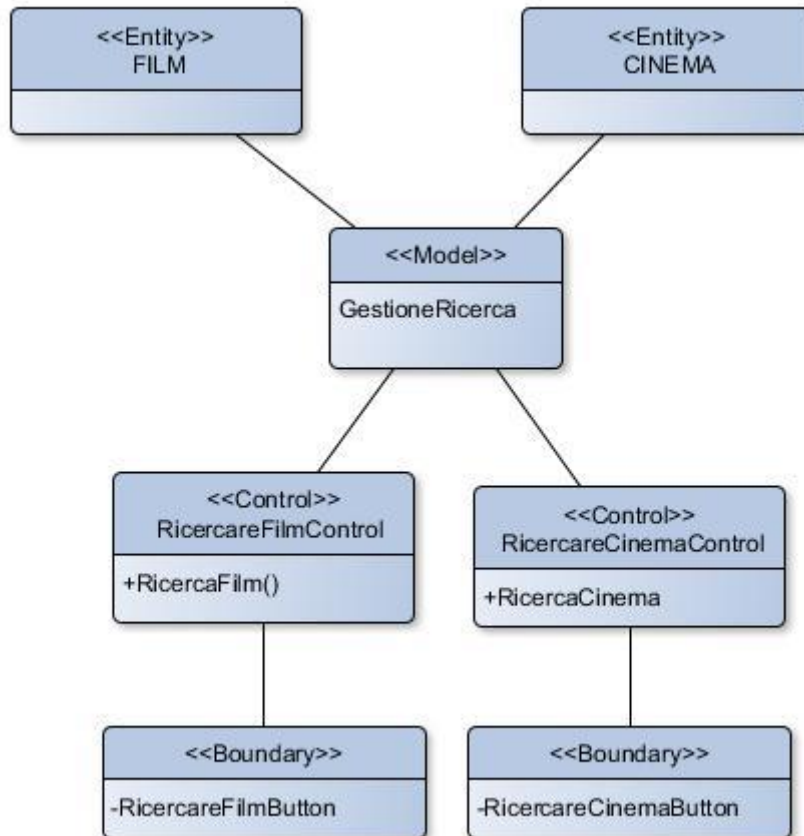 <<Entity>>
FILM
<<Entity>>
CINEMA
<<Model>>
GestioneRicerca
<<Control>>
RicercareFilmControl
+RicercaFilm()
<<Control>>
RicercareCinemaControl
+RicercaCinema
<<Boundary>>
-RicercareFilmButton
<<Boundary>>
-RicercareCinemaButton